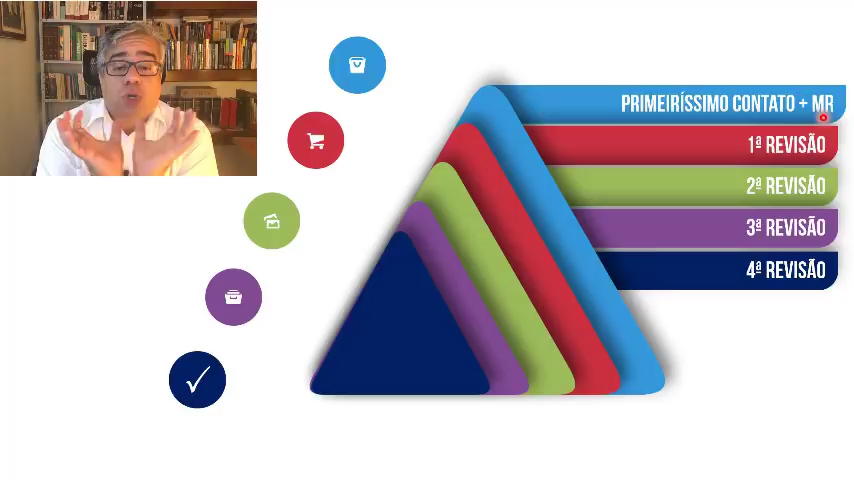 PRIMEIRÍSSIMO CONTATO + MR
1ª REVISÃO
2ª REVISÃO
3ª REVISÃO
4ª REVISÃO